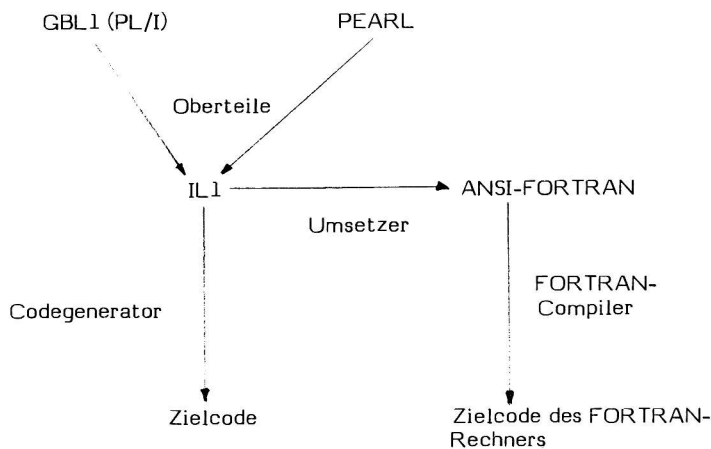 GBL1 (PL/I)
PEARL
Oberteile
IL1
ANSI-FORTRAN
Umsetzer
Codegenerator
FORTRAN-
Compiler
Zielcode
Zielcode des FORTRAN-
Rechners